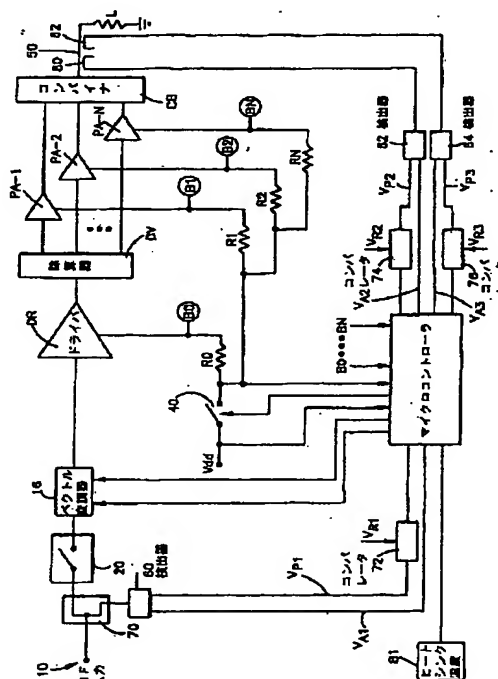 10
IF
入力
70
20
60
検出器
16
ベクトル
変調器
DR
ドライバ
除算器
DV
PA-1
PA-2
PA-N
コンバイナ
CB
50
80
82
L
B0
B1
B2
BN
R0
R1
R2
RN
40
Vdd
VP1
VA1
コンパ
レータ
72
VR1
B0•••BN
マイクロコントローラ
コンパ
レータ
74
VR2
VA2
VA3
コンパ
レータ
76
VR3
VP2
VP3
62 検出器
64 検出器
81
ヒート
シンク
温度